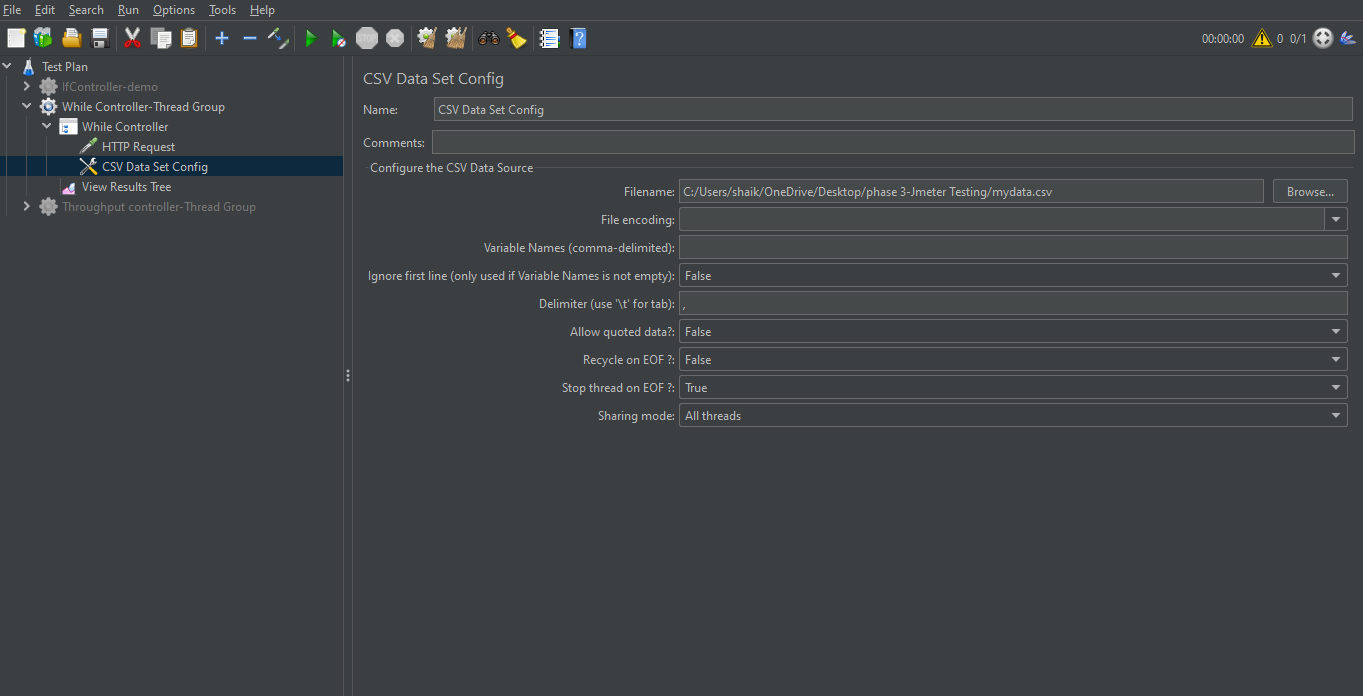 File Edit Search Run Options Tools Help
00:00:00 0 0/1
Test Plan
IfController-demo
While Controller-Thread Group
While Controller
HTTP Request
CSV Data Set Config
View Results Tree
Throughput controller-Thread Group
CSV Data Set Config
Name: CSV Data Set Config
Comments:
Configure the CSV Data Source
Filename: C:/Users/shaik/OneDrive/Desktop/phase 3-Jmeter Testing/mydata.csv Browse...
File encoding:
Variable Names (comma-delimited):
Ignore first line (only used if Variable Names is not empty): False
Delimiter (use '\t' for tab): ,
Allow quoted data?: False
Recycle on EOF ?: False
Stop thread on EOF ?: True
Sharing mode: All threads